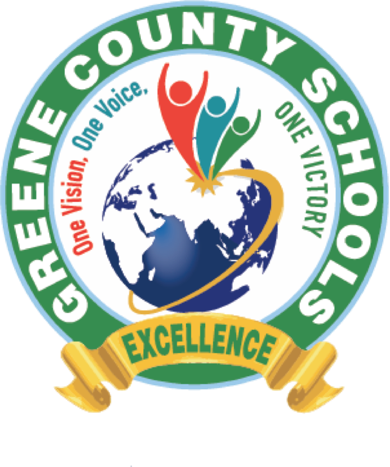 GREENE COUNTY SCHOOLS
One Vision, One Voice,
ONE VICTORY
EXCELLENCE